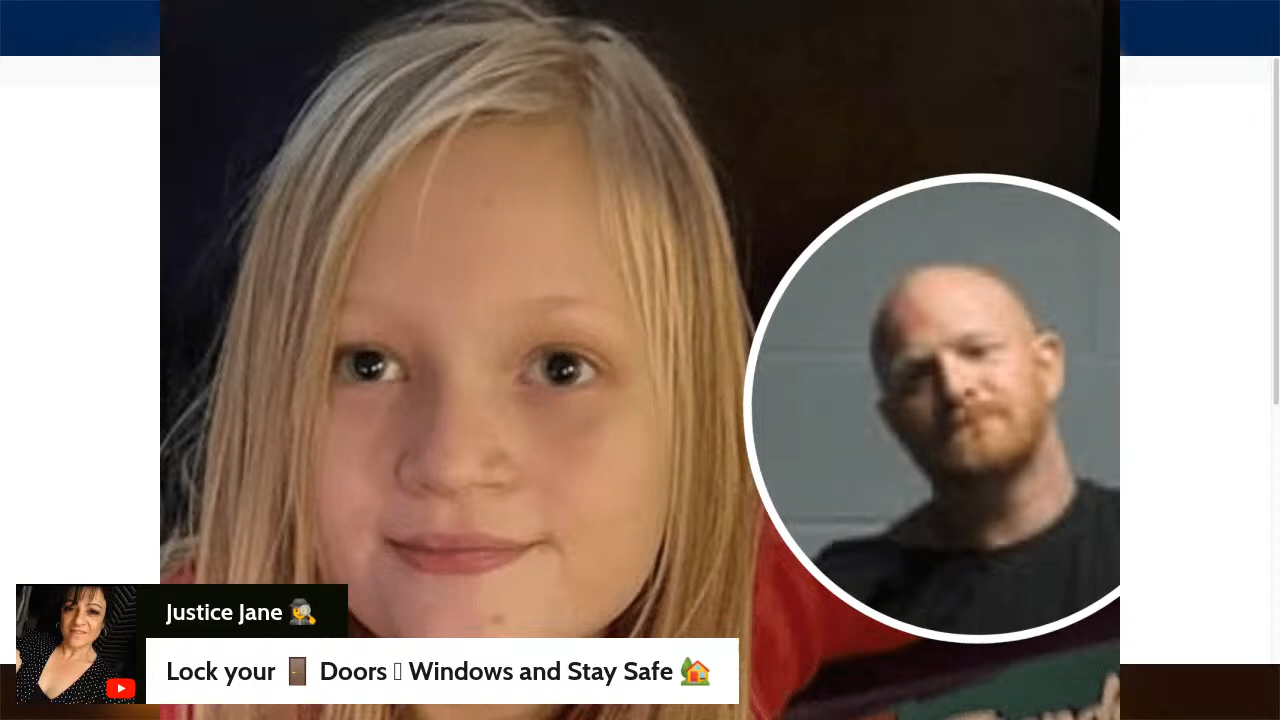 Justice Jane 🕵️
Lock your 🚪 Doors 🪟 Windows and Stay Safe 🏡